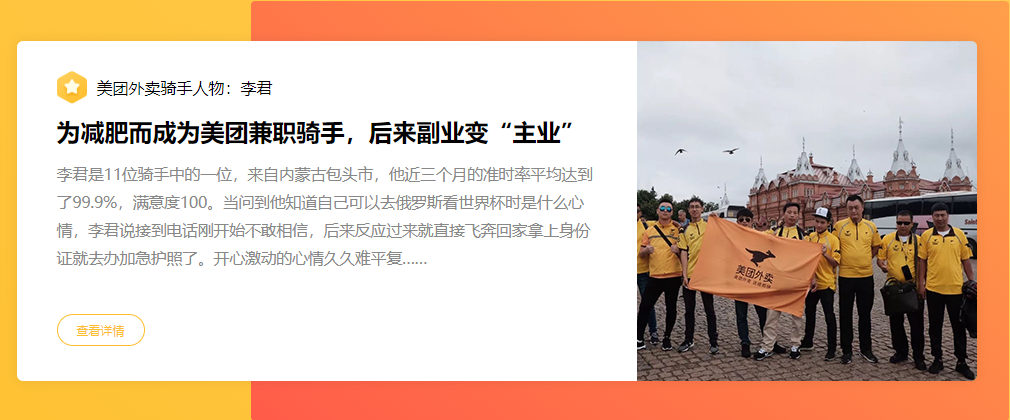 美团外卖骑手人物：李君
为减肥而成为美团兼职骑手，后来副业变“主业”
李君是11位骑手中的一位，来自内蒙古包头市，他近三个月的准时率平均达到
了99.9%，满意度100。当问到他知道自己可以去俄罗斯看世界杯时是什么心
情，李君说接到电话刚开始不敢相信，后来反应过来就直接飞奔回家拿上身份
证就去办加急护照了。开心激动的心情久久难平复......
查看详情
美团外卖